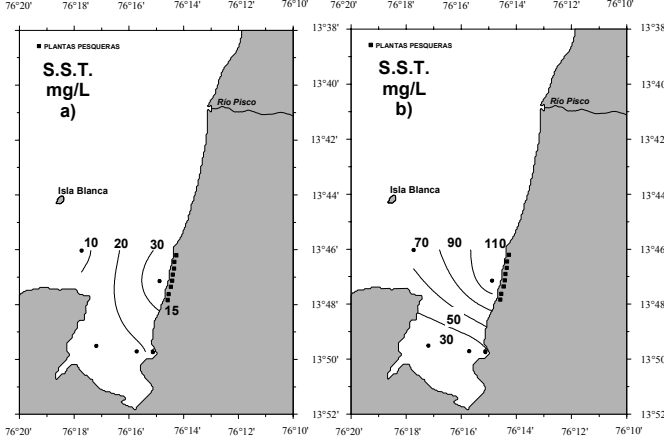 76°20' 76°18' 76°16' 76°14' 76°12' 76°10' 76°20' 76°18' 76°16' 76°14' 76°12' 76°10'
13°38'
PLANTAS PESQUERAS
S.S.T.
mg/L
a)
Río Pisco
Isla Blanca
10 20 30
15
13°40'
13°42'
13°44'
13°46'
13°48'
13°50'
13°52'
76°20' 76°18' 76°16' 76°14' 76°12' 76°10'
PLANTAS PESQUERAS
S.S.T.
mg/L
b)
Río Pisco
Isla Blanca
70 90 110
50
30
13°38'
13°40
13°42
13°44
13°46
13°48
13°50
13°52
76°20' 76°18' 76°16' 76°14' 76°12' 76°10'